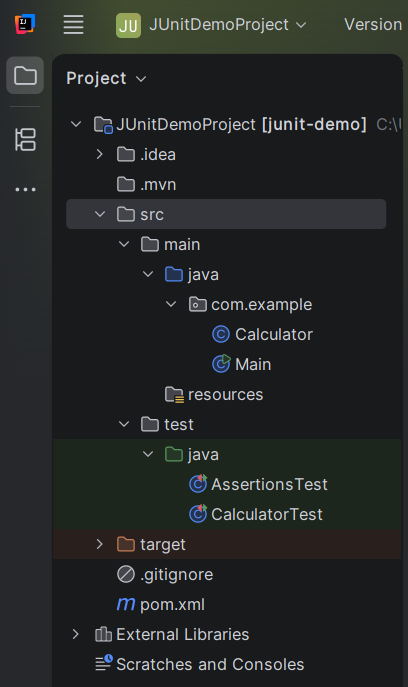 JU JUnitDemoProject Version
Project
JUnitDemoProject [junit-demo]
.idea
.mvn
src
main
java
com.example
Calculator
Main
resources
test
java
AssertionsTest
CalculatorTest
target
.gitignore
pom.xml
External Libraries
Scratches and Consoles